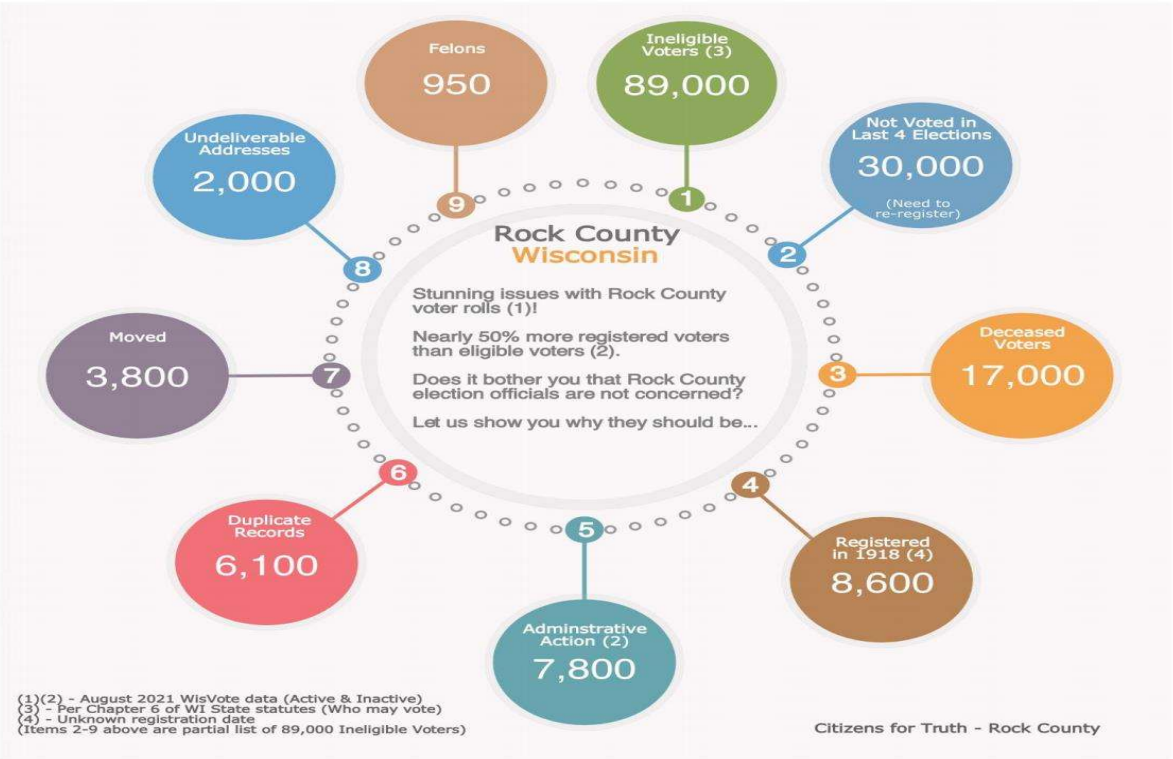 Rock County
Wisconsin
Stunning issues with Rock County
voter rolls (1)!
Nearly 50% more registered voters
than eligible voters (2).
Does it bother you that Rock County
election officials are not concerned?
Let us show you why they should be...
1
Ineligible
Voters (3)
89,000
2
Not Voted in
Last 4 Elections
30,000
(Need to
re-register)
3
Deceased
Voters
17,000
4
Registered
in 1918 (4)
8,600
5
Adminstrative
Action (2)
7,800
6
Duplicate
Records
6,100
7
Moved
3,800
8
Undeliverable
Addresses
2,000
9
Felons
950
(1)(2) - August 2021 WisVote data (Active & Inactive)
(3) - Per Chapter 6 of WI State statutes (Who may vote)
(4) - Unknown registration date
(Items 2-9 above are partial list of 89,000 Ineligible Voters)
Citizens for Truth - Rock County